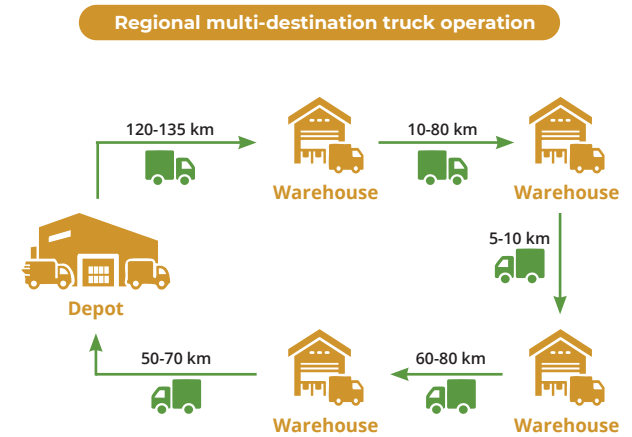 Regional multi-destination truck operation
120-135 km
10-80 km
Warehouse
Warehouse
5-10 km
Depot
50-70 km
60-80 km
Warehouse
Warehouse